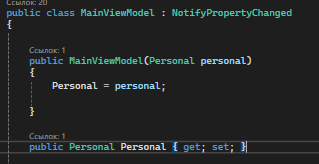 Ссылок: 20
public class MainViewModel : NotifyPropertyChanged
{
Ссылок: 1
public MainViewModel(Personal personal)
{
Personal = personal;
}
Ссылок: 1
public Personal Personal { get; set; }